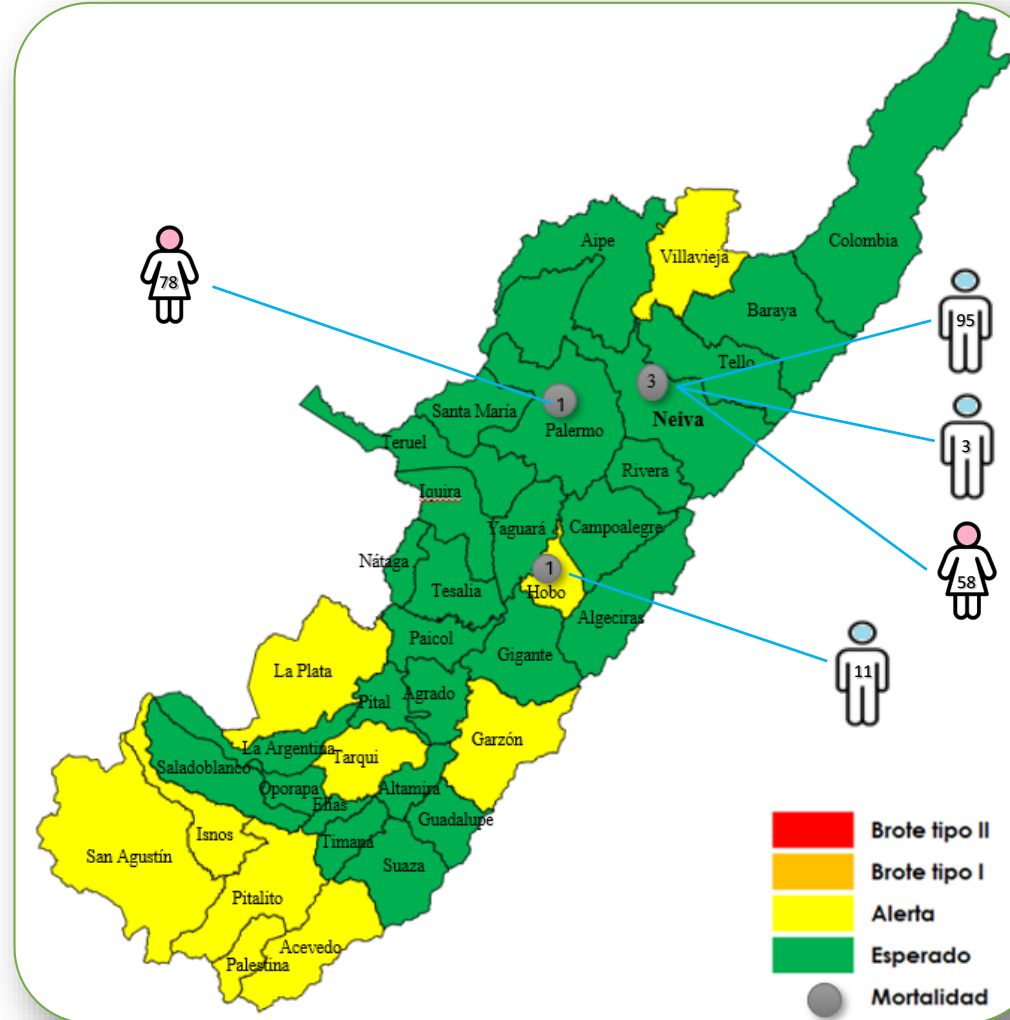 Aipe
Villavieja
Colombia
78
Baraya
95
Tello
3
1
Santa María
Palermo
Neiva
3
Teruel
Rivera
Iquira
Yaguará
Campoalegre
Nátaga
1
Tesalia
Hobo
58
Algeciras
Paicol
Gigante
11
La Plata
Pital
Agrado
Garzón
La Argentina
Tarqui
Saladoblanco
Oporapa
Altamira
Elías
Guadalupe
Isnos
Timaná
San Agustín
Suaza
Pitalito
Acevedo
Palestina
Brote tipo II
Brote tipo I
Alerta
Esperado
Mortalidad